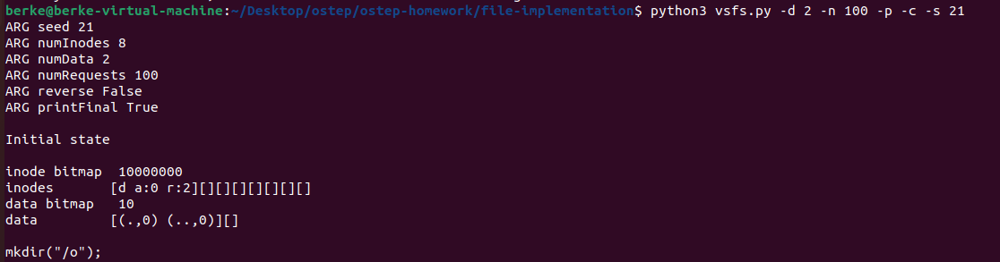 berke@berke-virtual-machine:~/Desktop/ostep/ostep-homework/file-implementation$ python3 vsfs.py -d 2 -n 100 -p -c -s 21
ARG seed 21
ARG numInodes 8
ARG numData 2
ARG numRequests 100
ARG reverse False
ARG printFinal True
Initial state
inode bitmap  10000000
inodes       [d a:0 r:2][][][][][][][]
data bitmap   10
data         [(.,0) (..,0)][]
mkdir("/o");